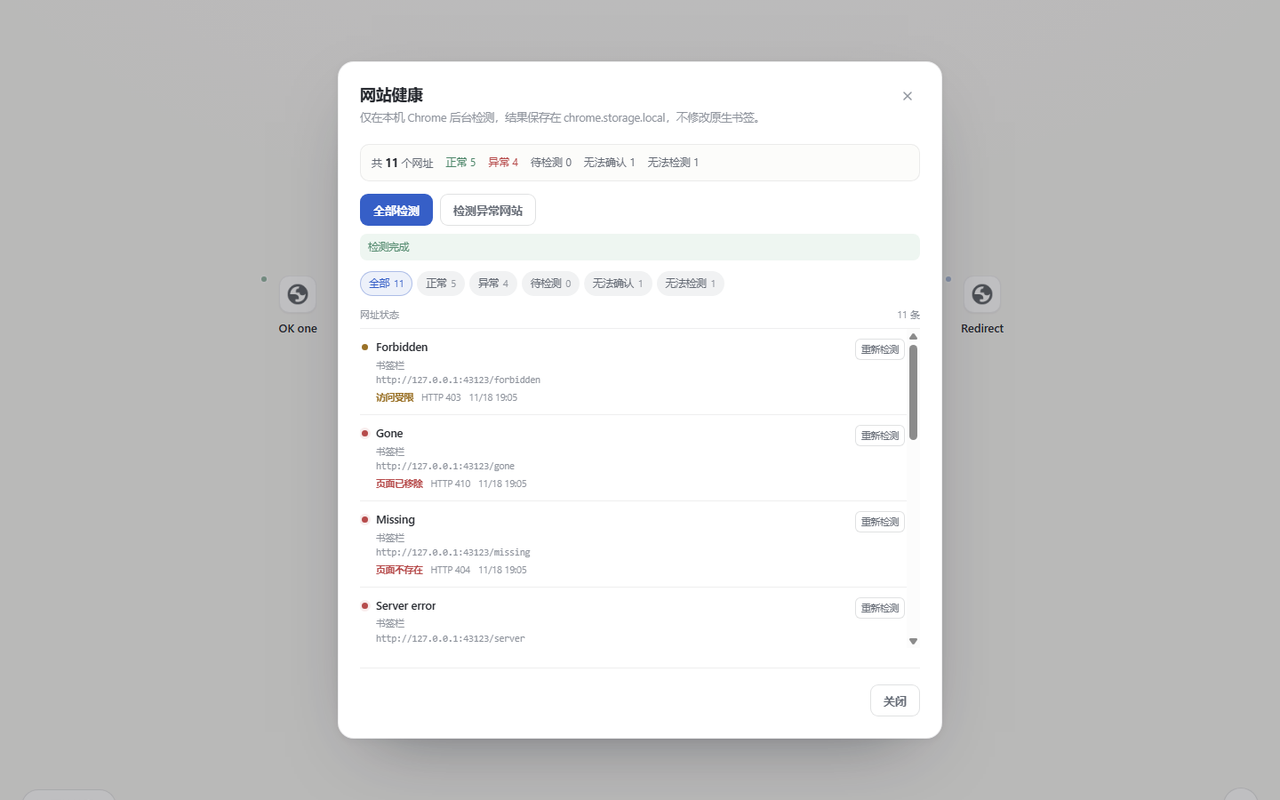 网站健康
仅在本机 Chrome 后台检测，结果保存在 chrome.storage.local，不修改原生书签。
共 11 个网址 正常 5 异常 4 待检测 0 无法确认 1 无法检测 1
全部检测 检测异常网站
检测完成
全部 11 正常 5 异常 4 待检测 0 无法确认 1 无法检测 1
网址状态 11 条
OK one
Redirect
Forbidden 重新检测
书签栏
http://127.0.0.1:43123/forbidden
访问受限 HTTP 403 11/18 19:05
Gone 重新检测
书签栏
http://127.0.0.1:43123/gone
页面已移除 HTTP 410 11/18 19:05
Missing 重新检测
书签栏
http://127.0.0.1:43123/missing
页面不存在 HTTP 404 11/18 19:05
Server error 重新检测
书签栏
http://127.0.0.1:43123/server
关闭